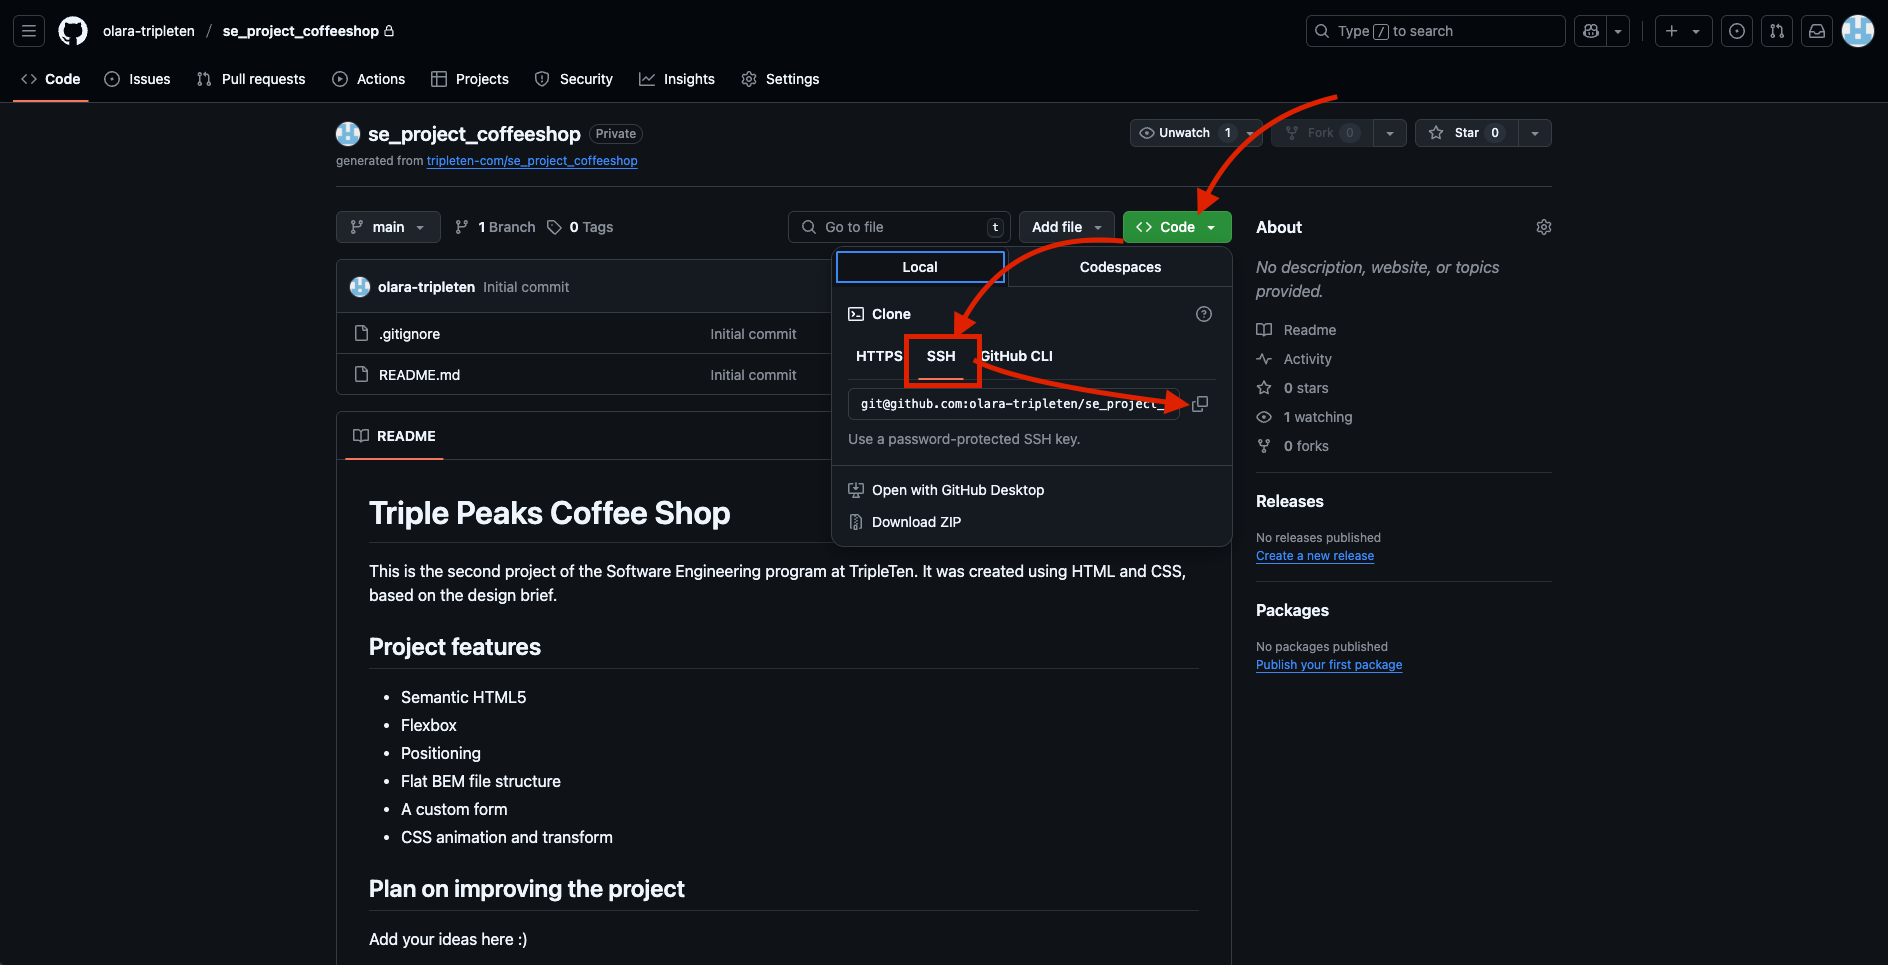 olara-tripleten / se_project_coffeeshop
Type / to search
Code Issues Pull requests Actions Projects Security Insights Settings
se_project_coffeeshop Private
generated from tripleten-com/se_project_coffeeshop
Unwatch 1 Fork 0 Star 0
main 1 Branch 0 Tags Go to file t Add file Code
olara-tripleten Initial commit
.gitignore Initial commit
README.md Initial commit
Local Codespaces
Clone
HTTPS SSH GitHub CLI
git@github.com:olara-tripleten/se_project_
Use a password-protected SSH key.
Open with GitHub Desktop
Download ZIP
README
Triple Peaks Coffee Shop
This is the second project of the Software Engineering program at TripleTen. It was created using HTML and CSS,
based on the design brief.
Project features
• Semantic HTML5
• Flexbox
• Positioning
• Flat BEM file structure
• A custom form
• CSS animation and transform
Plan on improving the project
Add your ideas here :)
About
No description, website, or topics
provided.
Readme
Activity
0 stars
1 watching
0 forks
Releases
No releases published
Create a new release
Packages
No packages published
Publish your first package